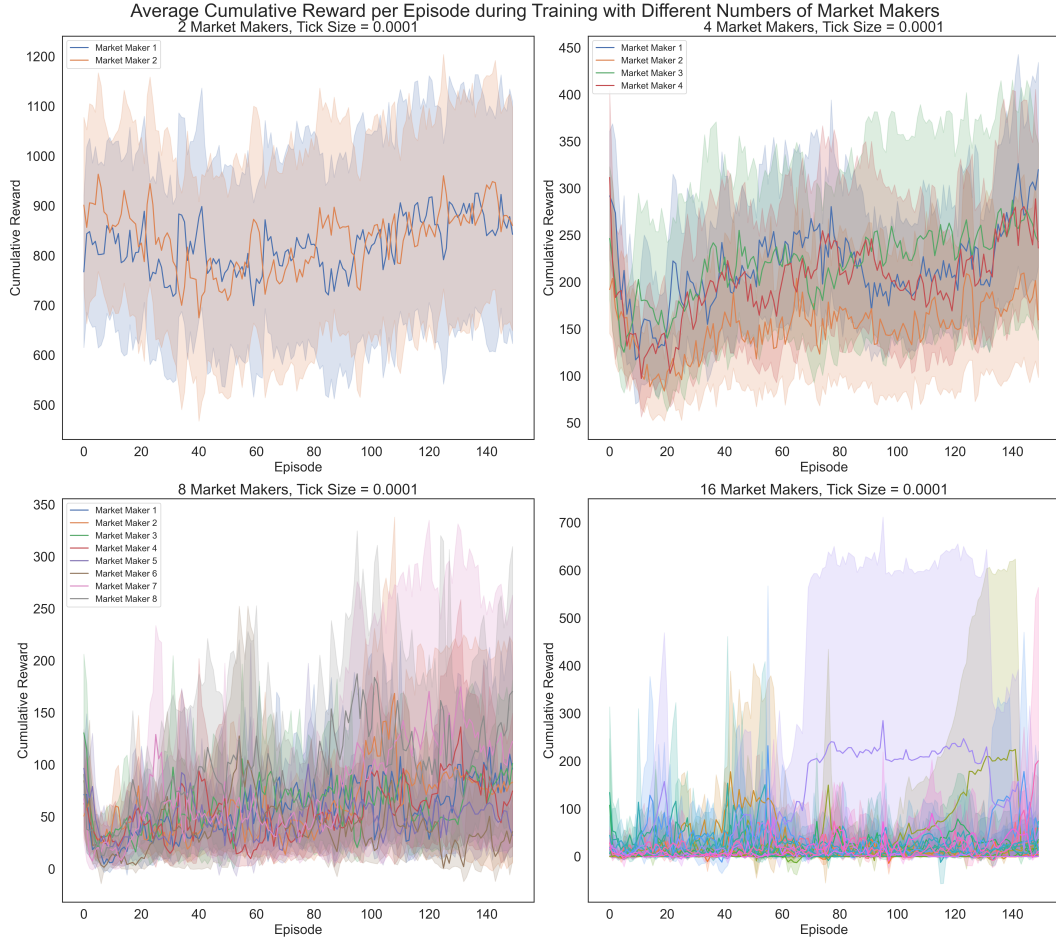 Average Cumulative Reward per Episode during Training with Different Numbers of Market Makers
2 Market Makers, Tick Size = 0.0001
Market Maker 1
Market Maker 2
1200
1100
1000
900
800
700
600
500
Cumulative Reward
0 20 40 60 80 100 120 140
Episode
4 Market Makers, Tick Size = 0.0001
Market Maker 1
Market Maker 2
Market Maker 3
Market Maker 4
450
400
350
300
250
200
150
100
50
Cumulative Reward
0 20 40 60 80 100 120 140
Episode
8 Market Makers, Tick Size = 0.0001
Market Maker 1
Market Maker 2
Market Maker 3
Market Maker 4
Market Maker 5
Market Maker 6
Market Maker 7
Market Maker 8
350
300
250
200
150
100
50
0
Cumulative Reward
0 20 40 60 80 100 120 140
Episode
16 Market Makers, Tick Size = 0.0001
700
600
500
400
300
200
100
0
Cumulative Reward
0 20 40 60 80 100 120 140
Episode